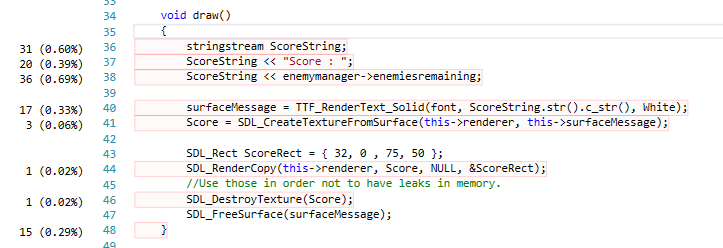 34 void draw()
35 {
31 (0.60%) 36 stringstream ScoreString;
20 (0.39%) 37 ScoreString << "Score : ";
36 (0.69%) 38 ScoreString << enemymanager->enemiesremaining;
39
17 (0.33%) 40 surfaceMessage = TTF_RenderText_Solid(font, ScoreString.str().c_str(), White);
3 (0.06%) 41 Score = SDL_CreateTextureFromSurface(this->renderer, this->surfaceMessage);
42
43 SDL_Rect ScoreRect = { 32, 0 , 75, 50 };
1 (0.02%) 44 SDL_RenderCopy(this->renderer, Score, NULL, &ScoreRect);
45 //Use those in order not to have leaks in memory.
1 (0.02%) 46 SDL_DestroyTexture(Score);
47 SDL_FreeSurface(surfaceMessage);
15 (0.29%) 48 }